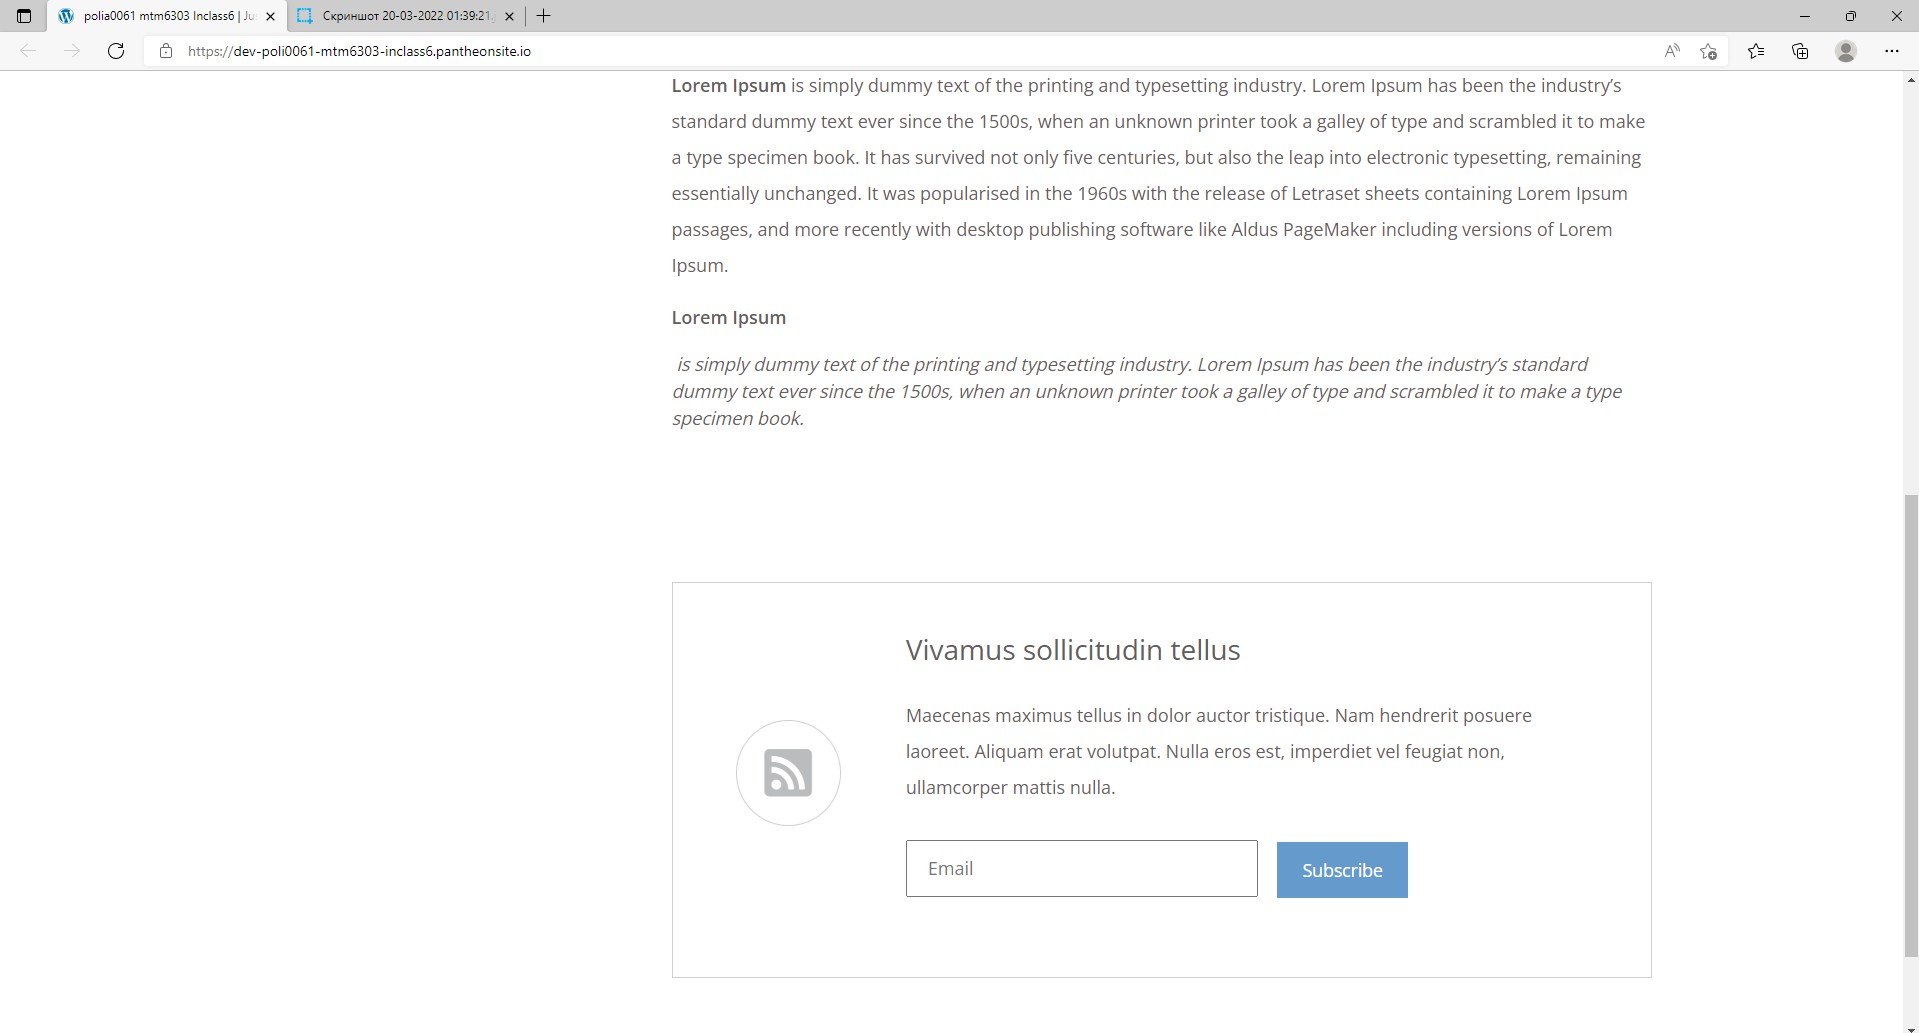 polia0061 mtm6303 Inclass6 | Ju
Скриншот 20-03-2022 01:39:21.
https://dev-poli0061-mtm6303-inclass6.pantheonsite.io
Lorem Ipsum is simply dummy text of the printing and typesetting industry. Lorem Ipsum has been the industry’s
standard dummy text ever since the 1500s, when an unknown printer took a galley of type and scrambled it to make
a type specimen book. It has survived not only five centuries, but also the leap into electronic typesetting, remaining
essentially unchanged. It was popularised in the 1960s with the release of Letraset sheets containing Lorem Ipsum
passages, and more recently with desktop publishing software like Aldus PageMaker including versions of Lorem
Ipsum.
Lorem Ipsum
is simply dummy text of the printing and typesetting industry. Lorem Ipsum has been the industry’s standard
dummy text ever since the 1500s, when an unknown printer took a galley of type and scrambled it to make a type
specimen book.
Vivamus sollicitudin tellus
Maecenas maximus tellus in dolor auctor tristique. Nam hendrerit posuere
laoreet. Aliquam erat volutpat. Nulla eros est, imperdiet vel feugiat non,
ullamcorper mattis nulla.
Email
Subscribe